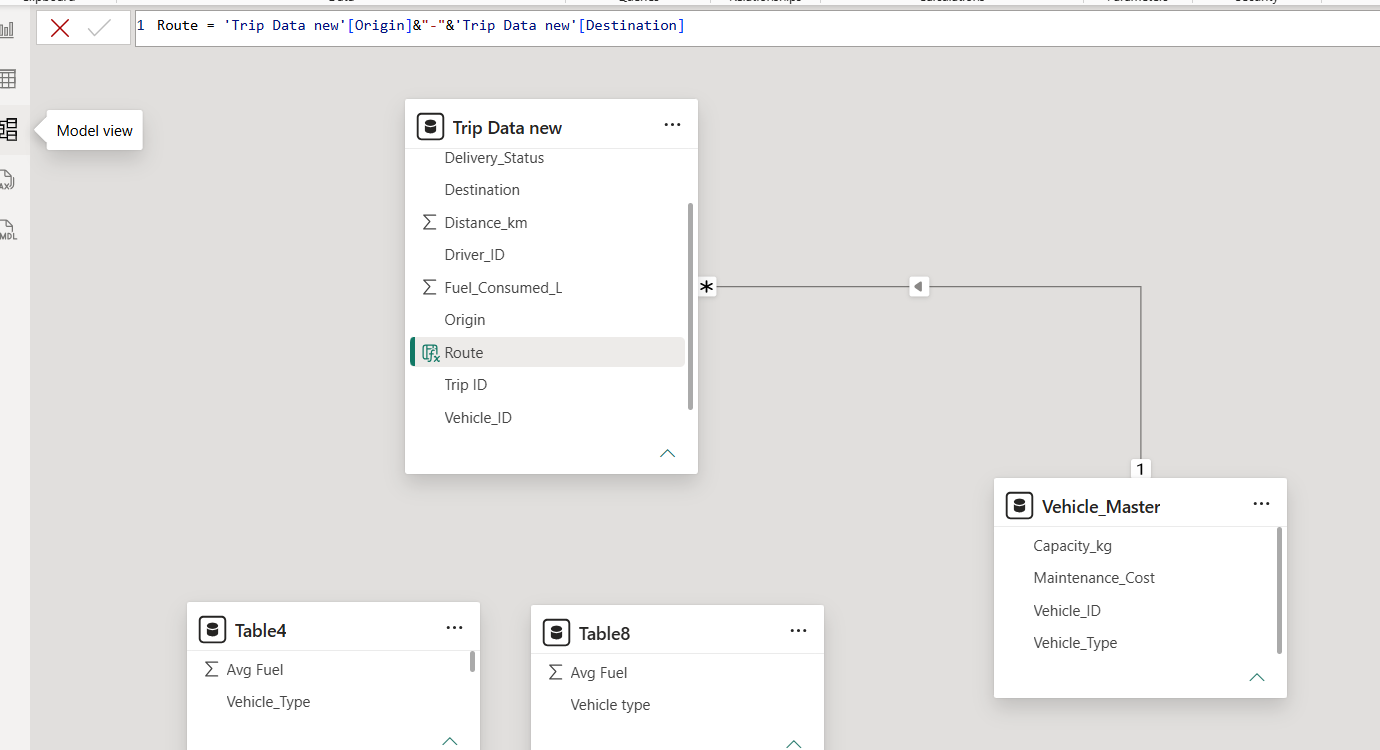 1 Route = 'Trip Data new'[Origin]&"-"&'Trip Data new'[Destination]
Model view
Trip Data new
Delivery_Status
Destination
Distance_km
Driver_ID
Fuel_Consumed_L
Origin
Route
Trip ID
Vehicle_ID
*
1
Vehicle_Master
Capacity_kg
Maintenance_Cost
Vehicle_ID
Vehicle_Type
Table4
Avg Fuel
Vehicle_Type
Table8
Avg Fuel
Vehicle type